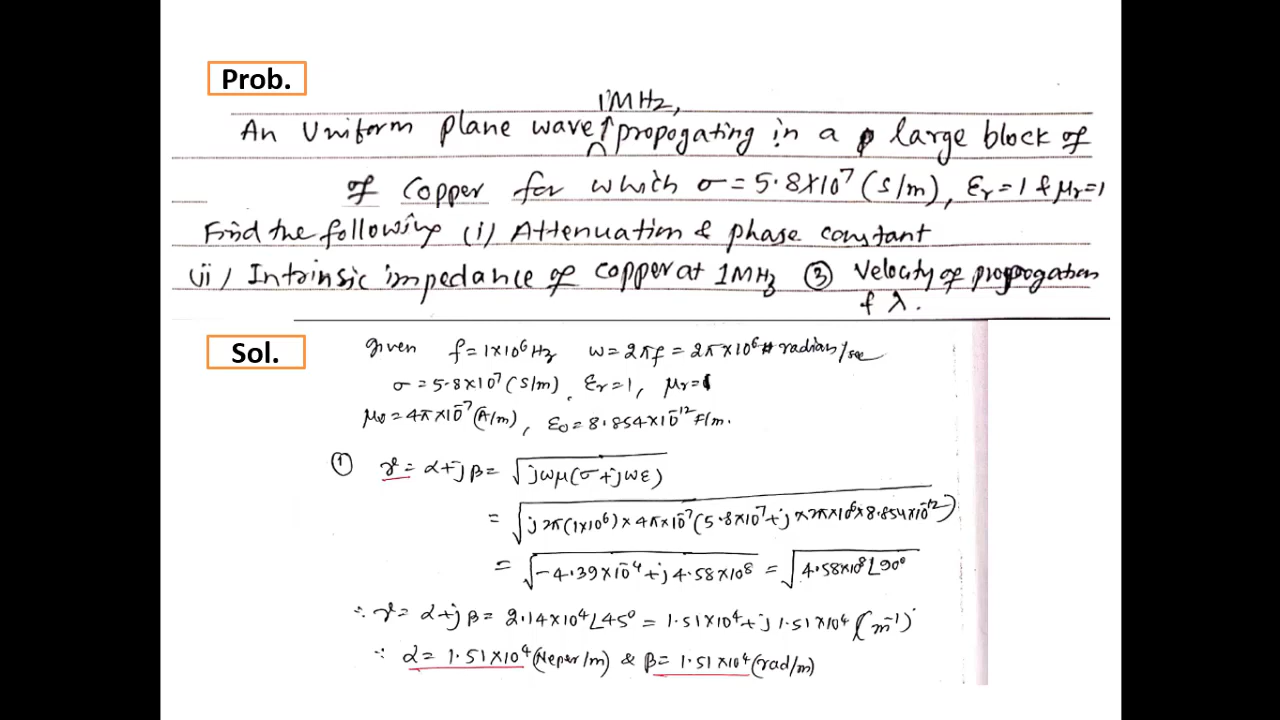 Prob.
1MHz,
An Uniform plane wave propogating in a large block of
of Copper for which σ = 5.8×10⁷ (S/m), εr = 1 & μr = 1
Find the following (i) Attenuation & phase constant
(ii) Intrinsic impedance of copper at 1MHz ③ Velocity of propogation
& λ.
Sol.
given f = 1×10⁶ Hz ω = 2πf = 2π×10⁶ radian/sec
σ = 5.8×10⁷ (S/m), εr = 1, μr = 1
μ0 = 4π×10⁻⁷ (A/m), ε0 = 8.854×10⁻¹² F/m.
① γ = α+jβ = √jωμ(σ+jωε)
= √j 2π(1×10⁶)×4π×10⁻⁷(5.8×10⁷+j×2π×10⁶×8.854×10⁻¹²)
= √-4.39×10⁻⁴+j4.58×10⁸ = √4.58×10⁸∠90°
∴ γ = α+jβ = 2.14×10⁴∠45° = 1.51×10⁴+j 1.51×10⁴ (m⁻¹)
∵ α = 1.51×10⁴ (Neper/m) & β = 1.51×10⁴ (rad/m)